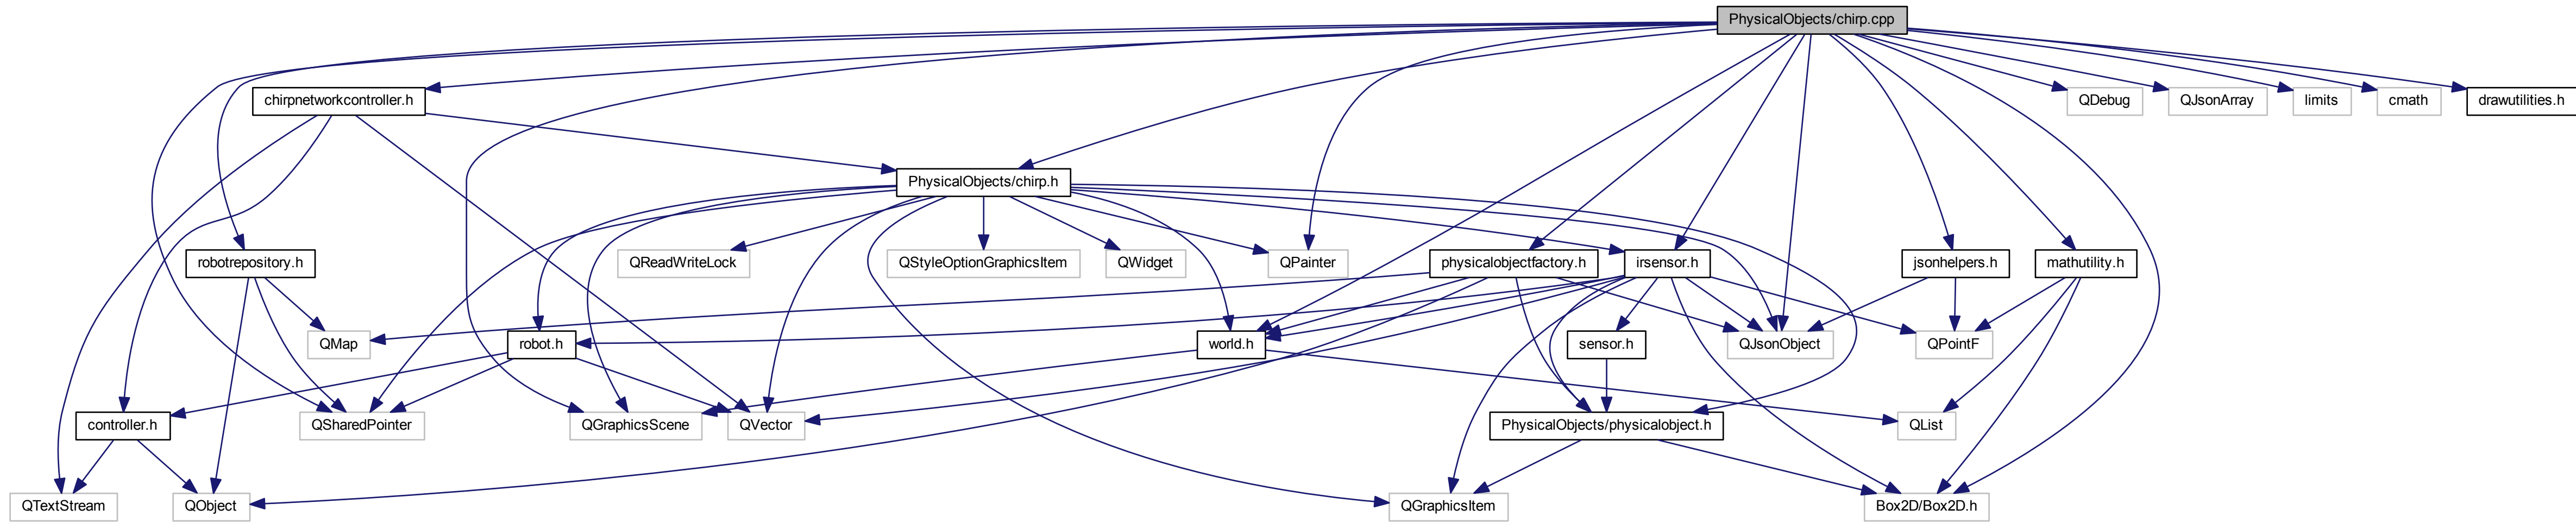 PhysicalObjects/chirp.cpp
chirpnetworkcontroller.h
QDebug
QJsonArray
limits
cmath
drawutilities.h
PhysicalObjects/chirp.h
robotrepository.h
QReadWriteLock
QStyleOptionGraphicsItem
QWidget
QPainter
physicalobjectfactory.h
irsensor.h
jsonhelpers.h
mathutility.h
QMap
robot.h
world.h
sensor.h
QJsonObject
QPointF
controller.h
QSharedPointer
QGraphicsScene
QVector
PhysicalObjects/physicalobject.h
QList
QTextStream
QObject
QGraphicsItem
Box2D/Box2D.h